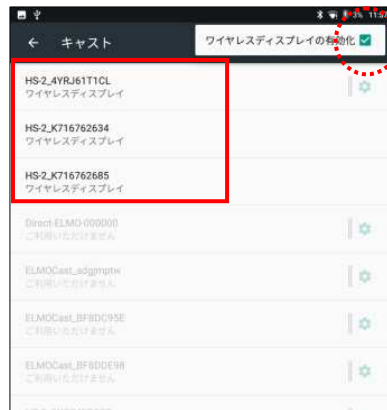 3% 11:57
← キャスト
ワイヤレスディスプレイの有効化
HS-2_4YRJ61T1CL
ワイヤレスディスプレイ
HS-2_K716762634
ワイヤレスディスプレイ
HS-2_K716762685
ワイヤレスディスプレイ
Direct-ELMO-000000
ご利用いただけません
ELMOCast_adgjmptw
ご利用いただけません
ELMOCast_BF8DC95E
ご利用いただけません
ELMOCast_BF8DDE98
ご利用いただけません